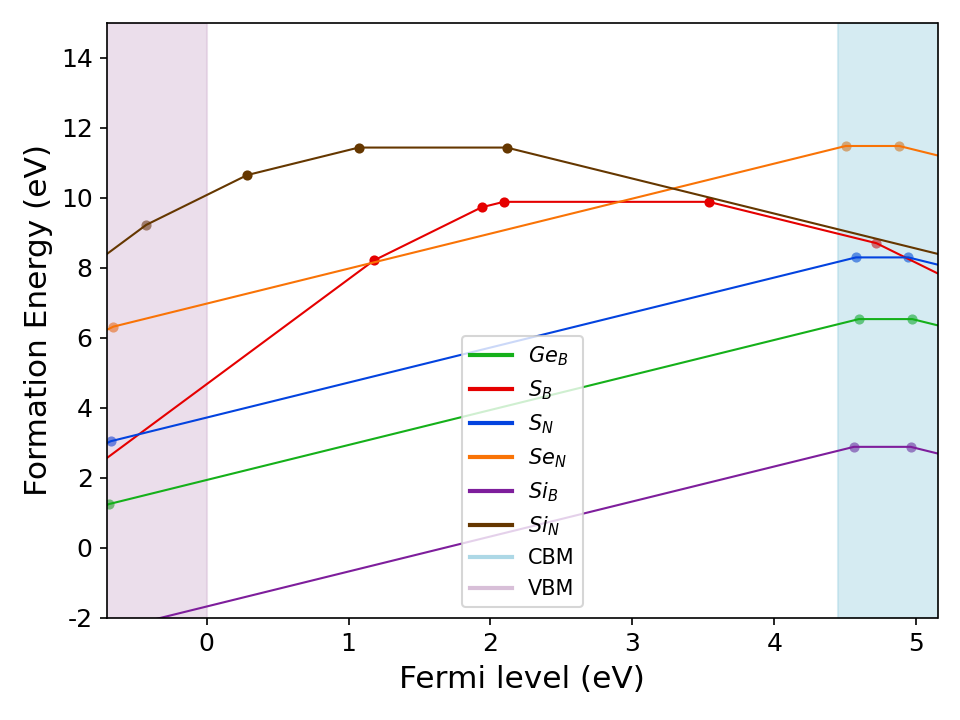 14
12
10
8
6
4
2
0
-2
Formation Energy (eV)
Ge_B
S_B
S_N
Se_N
Si_B
Si_N
CBM
VBM
0 1 2 3 4 5
Fermi level (eV)